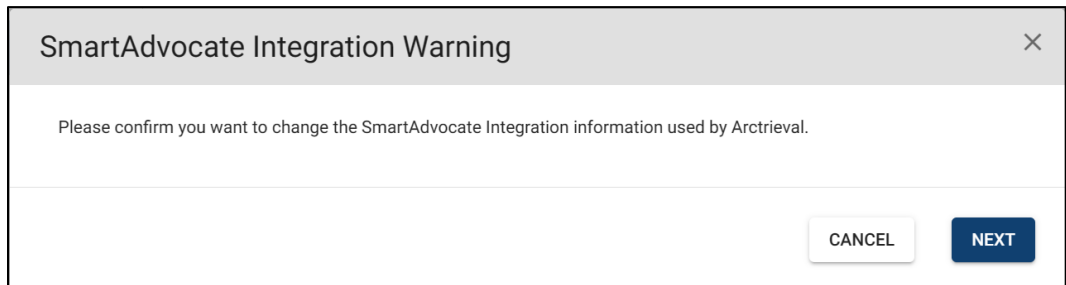 SmartAdvocate Integration Warning
Please confirm you want to change the SmartAdvocate Integration information used by Arctrieval.
CANCEL
NEXT